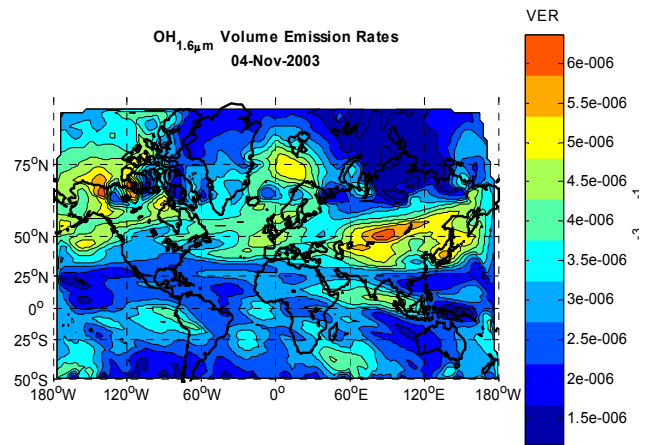 VER
OH1.6μm Volume Emission Rates
04-Nov-2003
6e-006
5.5e-006
5e-006
4.5e-006
4e-006
3.5e-006
3e-006
2.5e-006
2e-006
1.5e-006
-3 -1
75°N
50°N
25°N
0°
25°S
50°S
180°W 120°W 60°W 0° 60°E 120°E 180°W